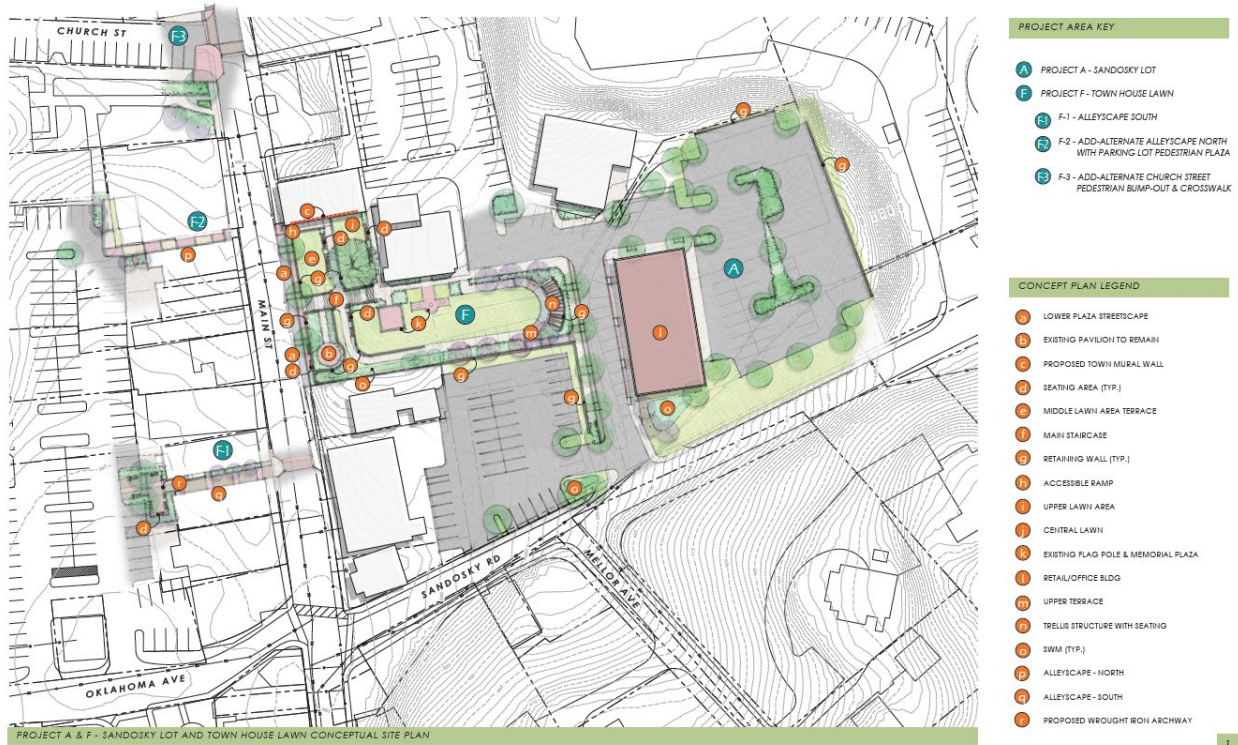 CHURCH ST
F-3
F-2
p
MAIN ST
c
h
i
d
d
a
e
g
f
d
F
k
n
g
m
g
a
b
d
g
o
g
g
g
g
A
l
o
o
F-1
r
q
d
SANDOSKY RD
MELLOR AVE
OKLAHOMA AVE
PROJECT A & F - SANDOSKY LOT AND TOWN HOUSE LAWN CONCEPTUAL SITE PLAN
PROJECT AREA KEY
A PROJECT A - SANDOSKY LOT
F PROJECT F - TOWN HOUSE LAWN
F-1 F-1 - ALLEYSCAPE SOUTH
F-2 F-2 - ADD-ALTERNATE ALLEYSCAPE NORTH
WITH PARKING LOT PEDESTRIAN PLAZA
F-3 F-3 - ADD-ALTERNATE CHURCH STREET
PEDESTRIAN BUMP-OUT & CROSSWALK
CONCEPT PLAN LEGEND
a LOWER PLAZA STREETSCAPE
b EXISTING PAVILION TO REMAIN
c PROPOSED TOWN MURAL WALL
d SEATING AREA (TYP.)
e MIDDLE LAWN AREA TERRACE
f MAIN STAIRCASE
g RETAINING WALL (TYP.)
h ACCESSIBLE RAMP
i UPPER LAWN AREA
j CENTRAL LAWN
k EXISTING FLAG POLE & MEMORIAL PLAZA
l RETAIL/OFFICE BLDG
m UPPER TERRACE
n TRELLIS STRUCTURE WITH SEATING
o SWM (TYP.)
p ALLEYSCAPE - NORTH
q ALLEYSCAPE - SOUTH
r PROPOSED WROUGHT IRON ARCHWAY
1